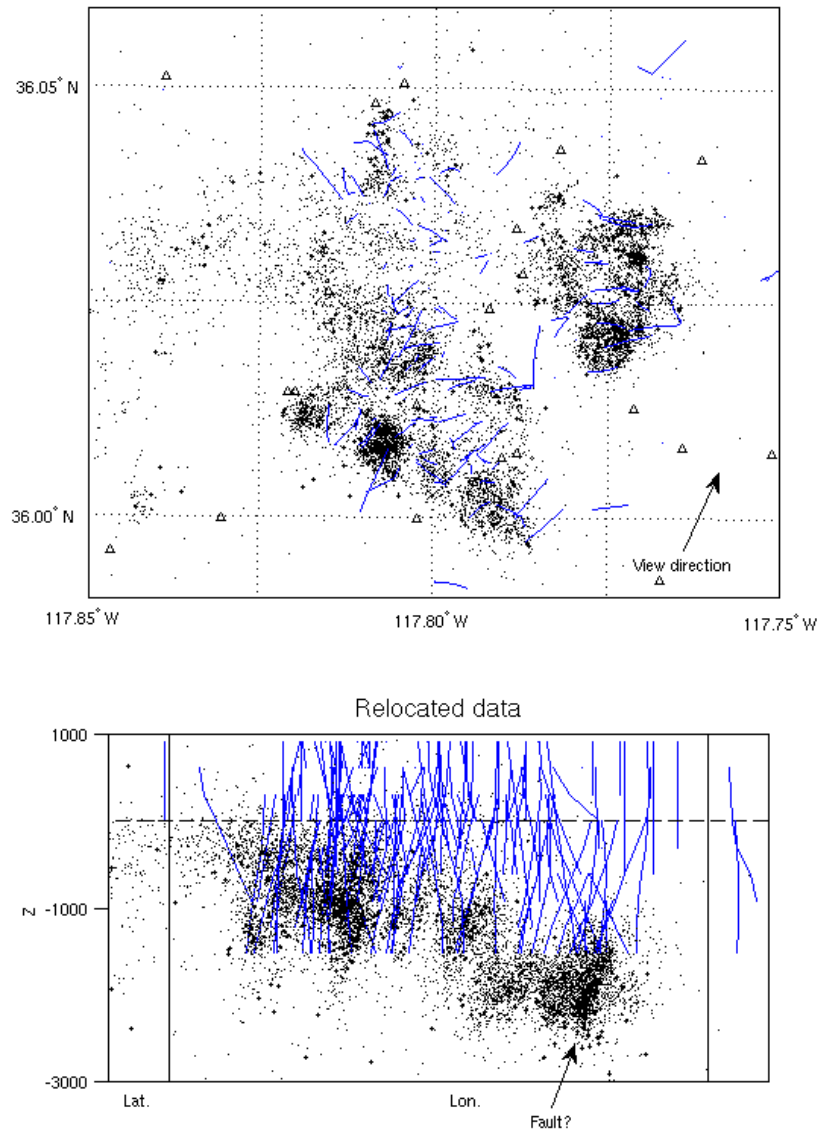 36.05° N
36.00° N
View direction
117.85° W
117.80° W
117.75° W
Relocated data
1000
Z
-1000
-3000
Lat.
Lon.
Fault?